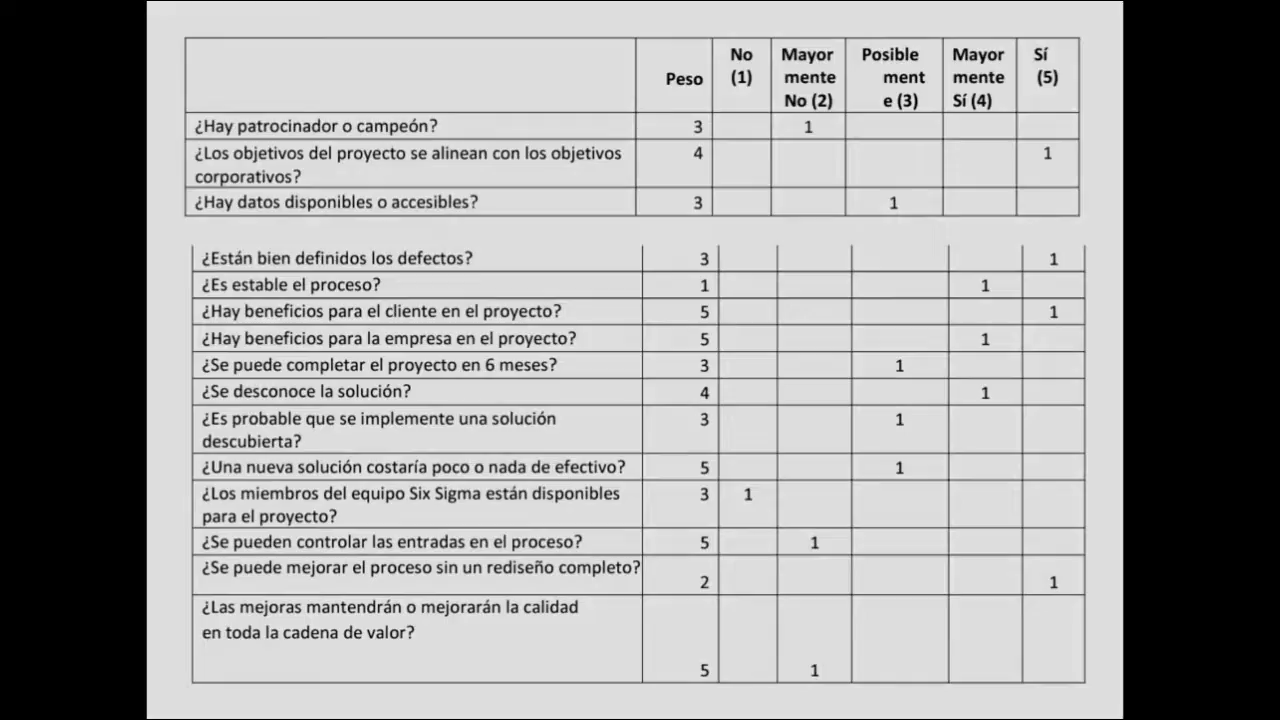 Peso No (1) Mayor mente No (2) Posible ment e (3) Mayor mente Sí (4) Sí (5)
¿Hay patrocinador o campeón? 3 1
¿Los objetivos del proyecto se alinean con los objetivos 4 1
corporativos?
¿Hay datos disponibles o accesibles? 3 1
¿Están bien definidos los defectos? 3 1
¿Es estable el proceso? 1 1
¿Hay beneficios para el cliente en el proyecto? 5 1
¿Hay beneficios para la empresa en el proyecto? 5 1
¿Se puede completar el proyecto en 6 meses? 3 1
¿Se desconoce la solución? 4 1
¿Es probable que se implemente una solución 3 1
descubierta?
¿Una nueva solución costaría poco o nada de efectivo? 5 1
¿Los miembros del equipo Six Sigma están disponibles 3 1
para el proyecto?
¿Se pueden controlar las entradas en el proceso? 5 1
¿Se puede mejorar el proceso sin un rediseño completo?
2 1
¿Las mejoras mantendrán o mejorarán la calidad
en toda la cadena de valor?
5 1